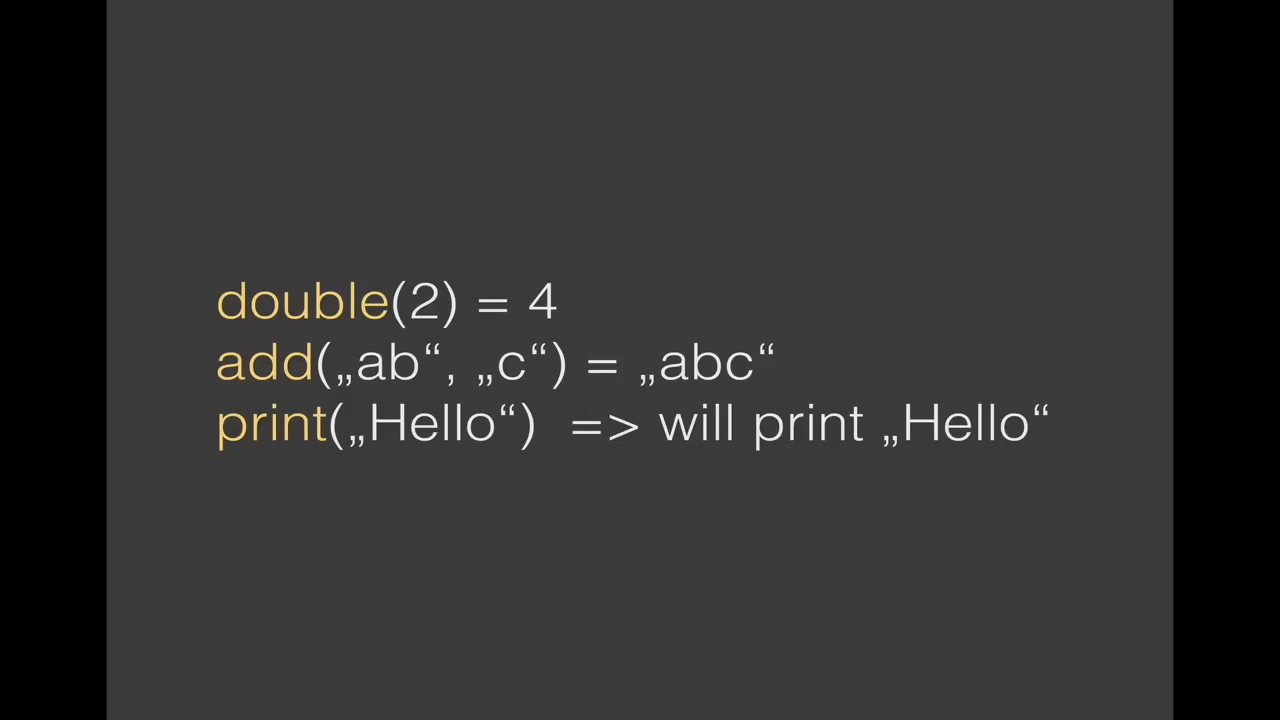 double(2) = 4
add(„ab“, „c“) = „abc“
print(„Hello“)  => will print „Hello“